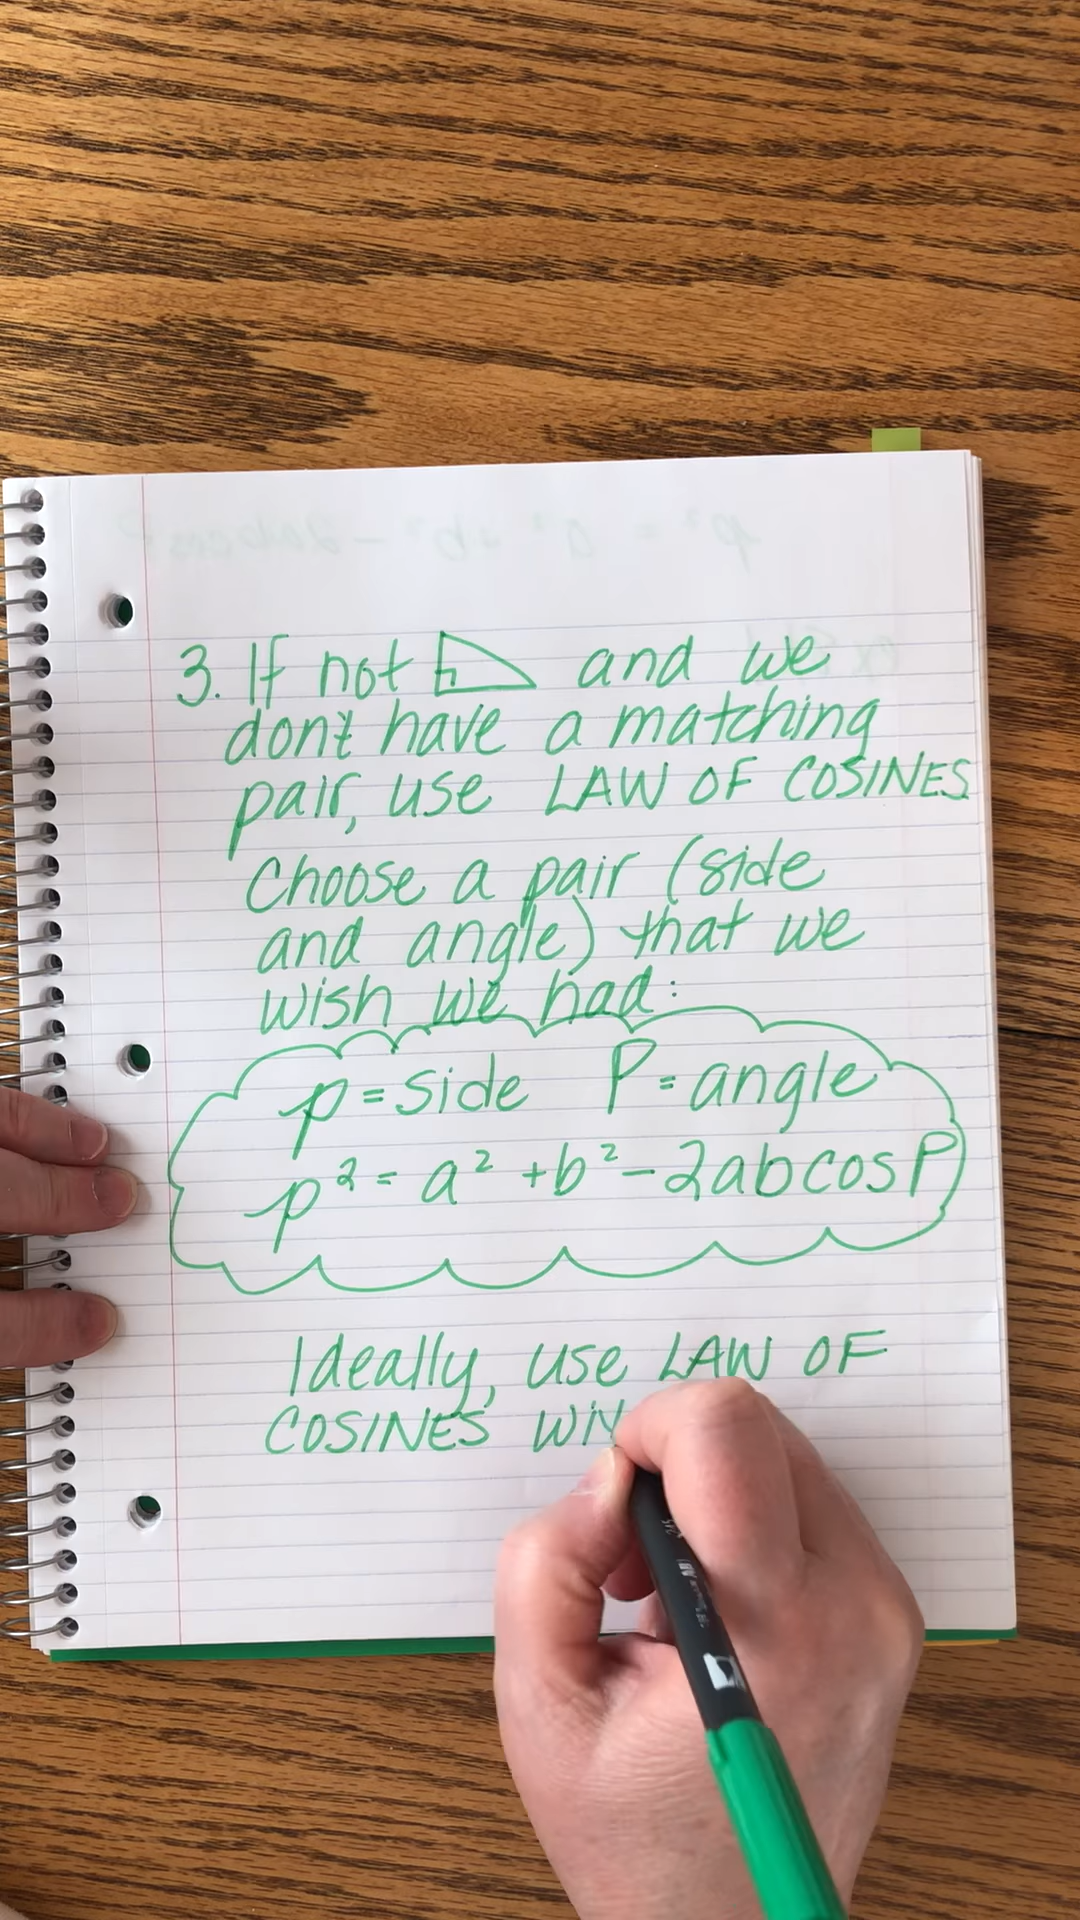 3. If not and we
don't have a matching
pair, use LAW OF COSINES
Choose a pair (side
and angle) that we
wish we had:
p = side P = angle
p² = a² + b² - 2abcosP
Ideally, use LAW OF
COSINES